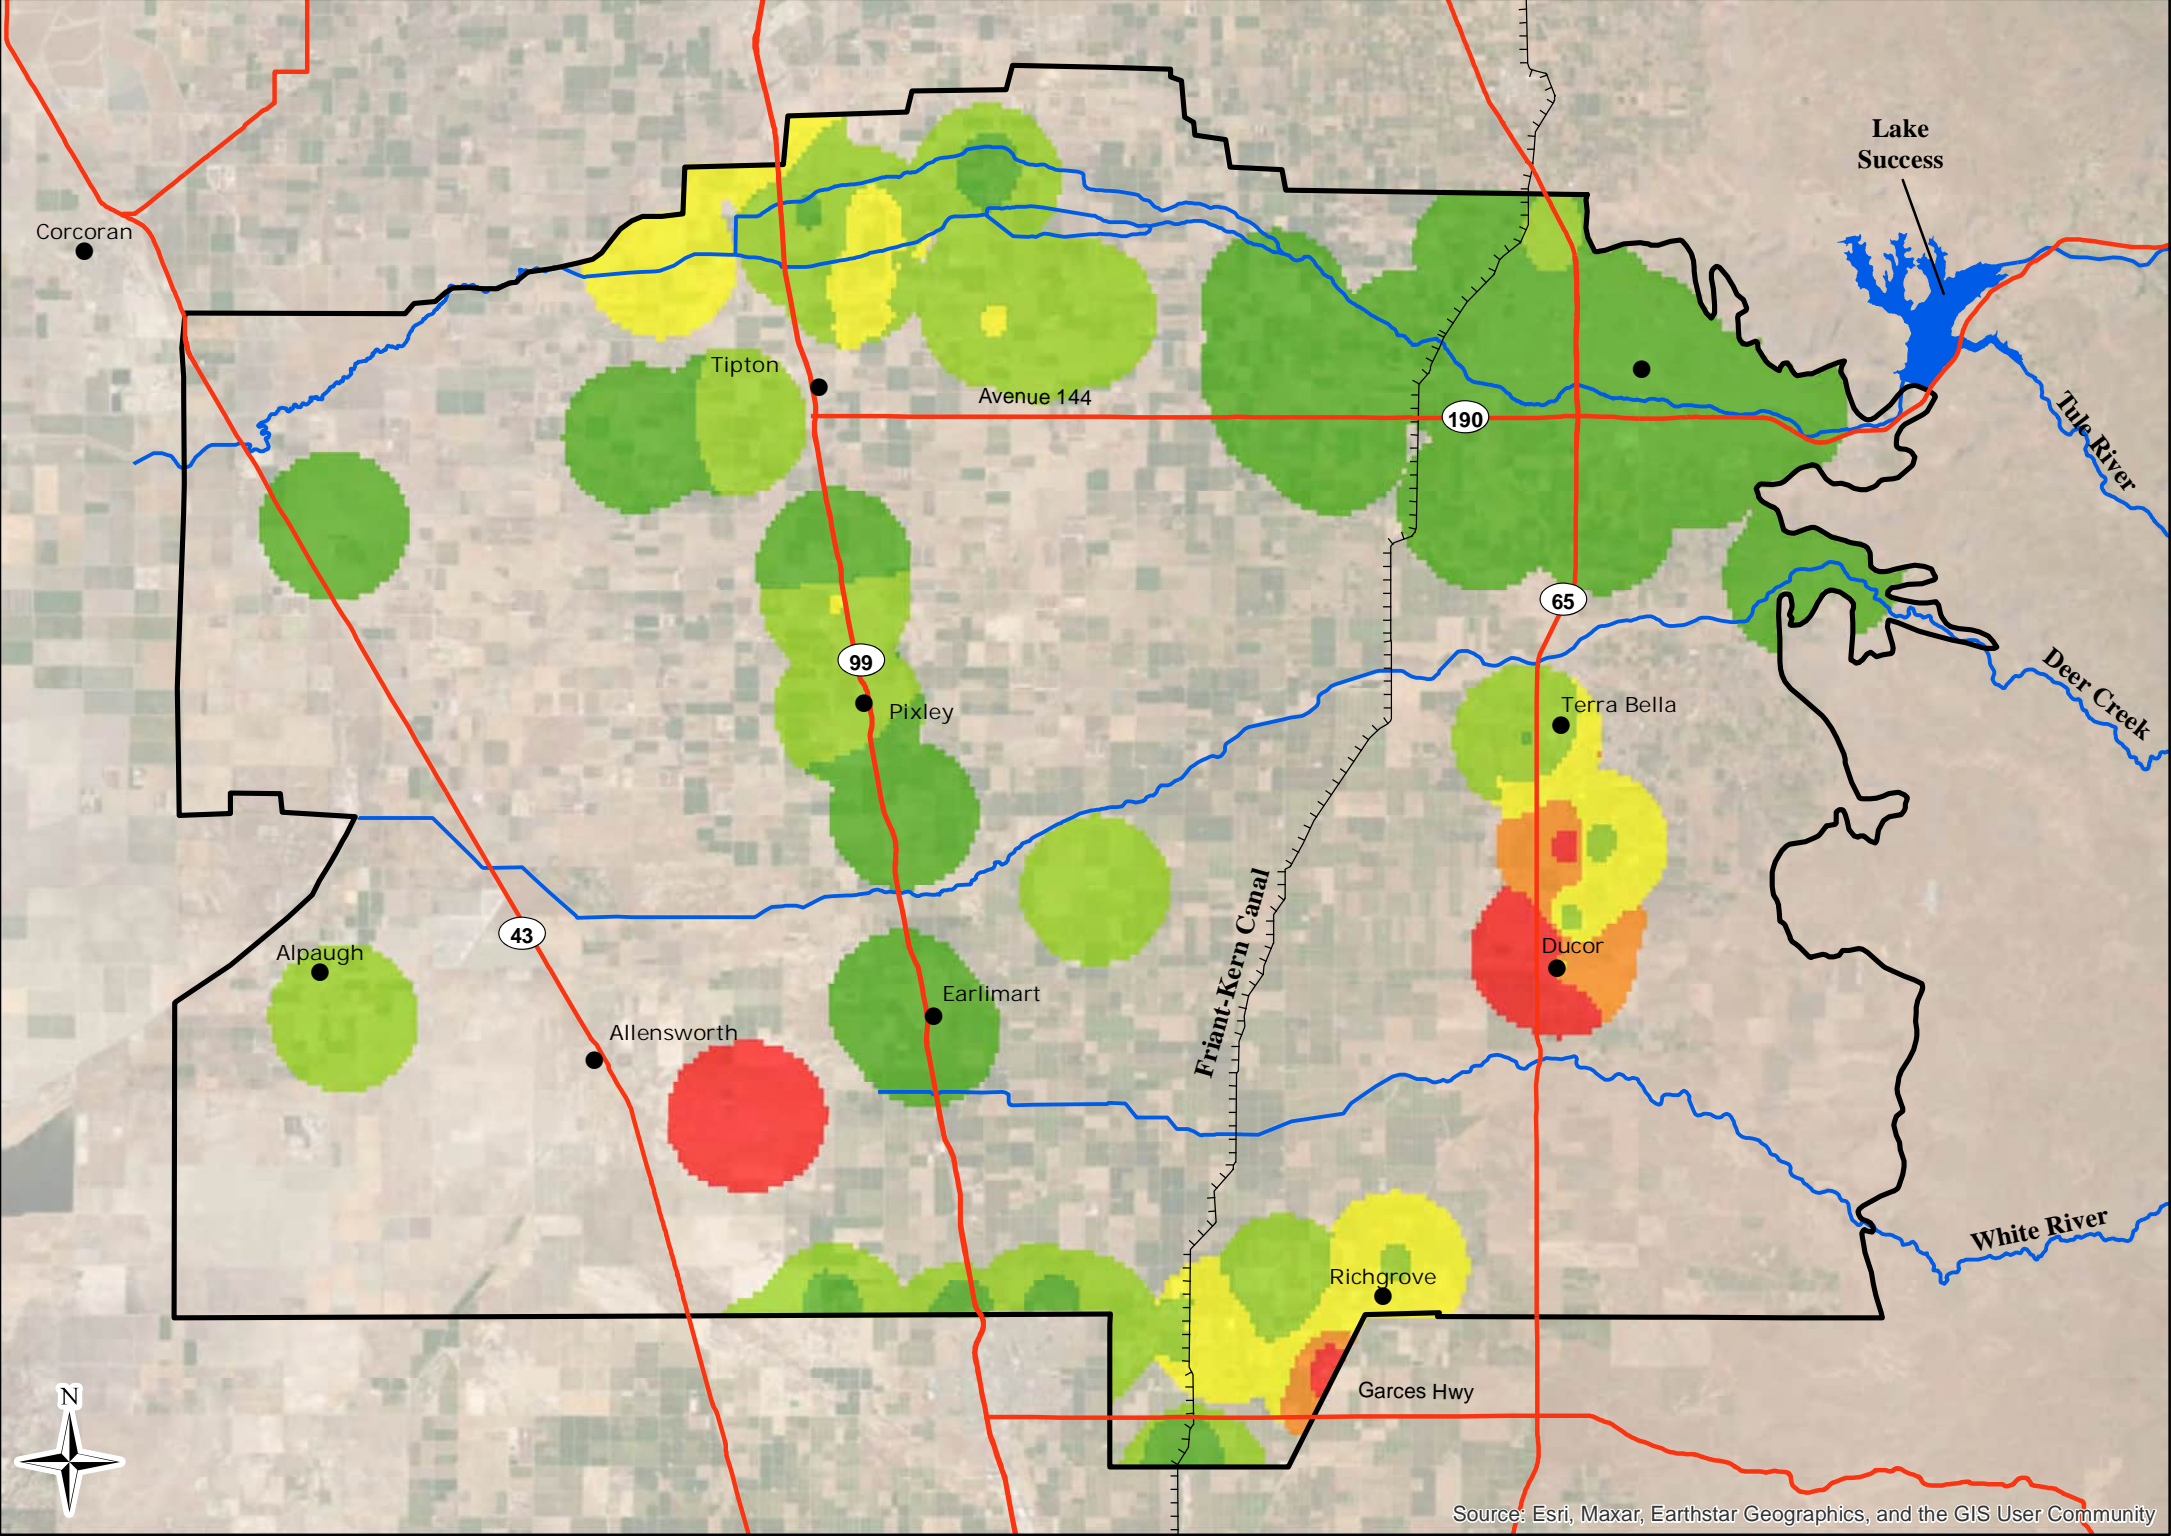 Lake
Success
Corcoran
Tipton
Avenue 144
190
Tule River
65
99
Pixley
Terra Bella
Deer Creek
Friant-Kern Canal
43
Alpaugh
Ducor
Earlimart
Allensworth
White River
Richgrove
Garces Hwy
N
Source: Esri, Maxar, Earthstar Geographics, and the GIS User Community